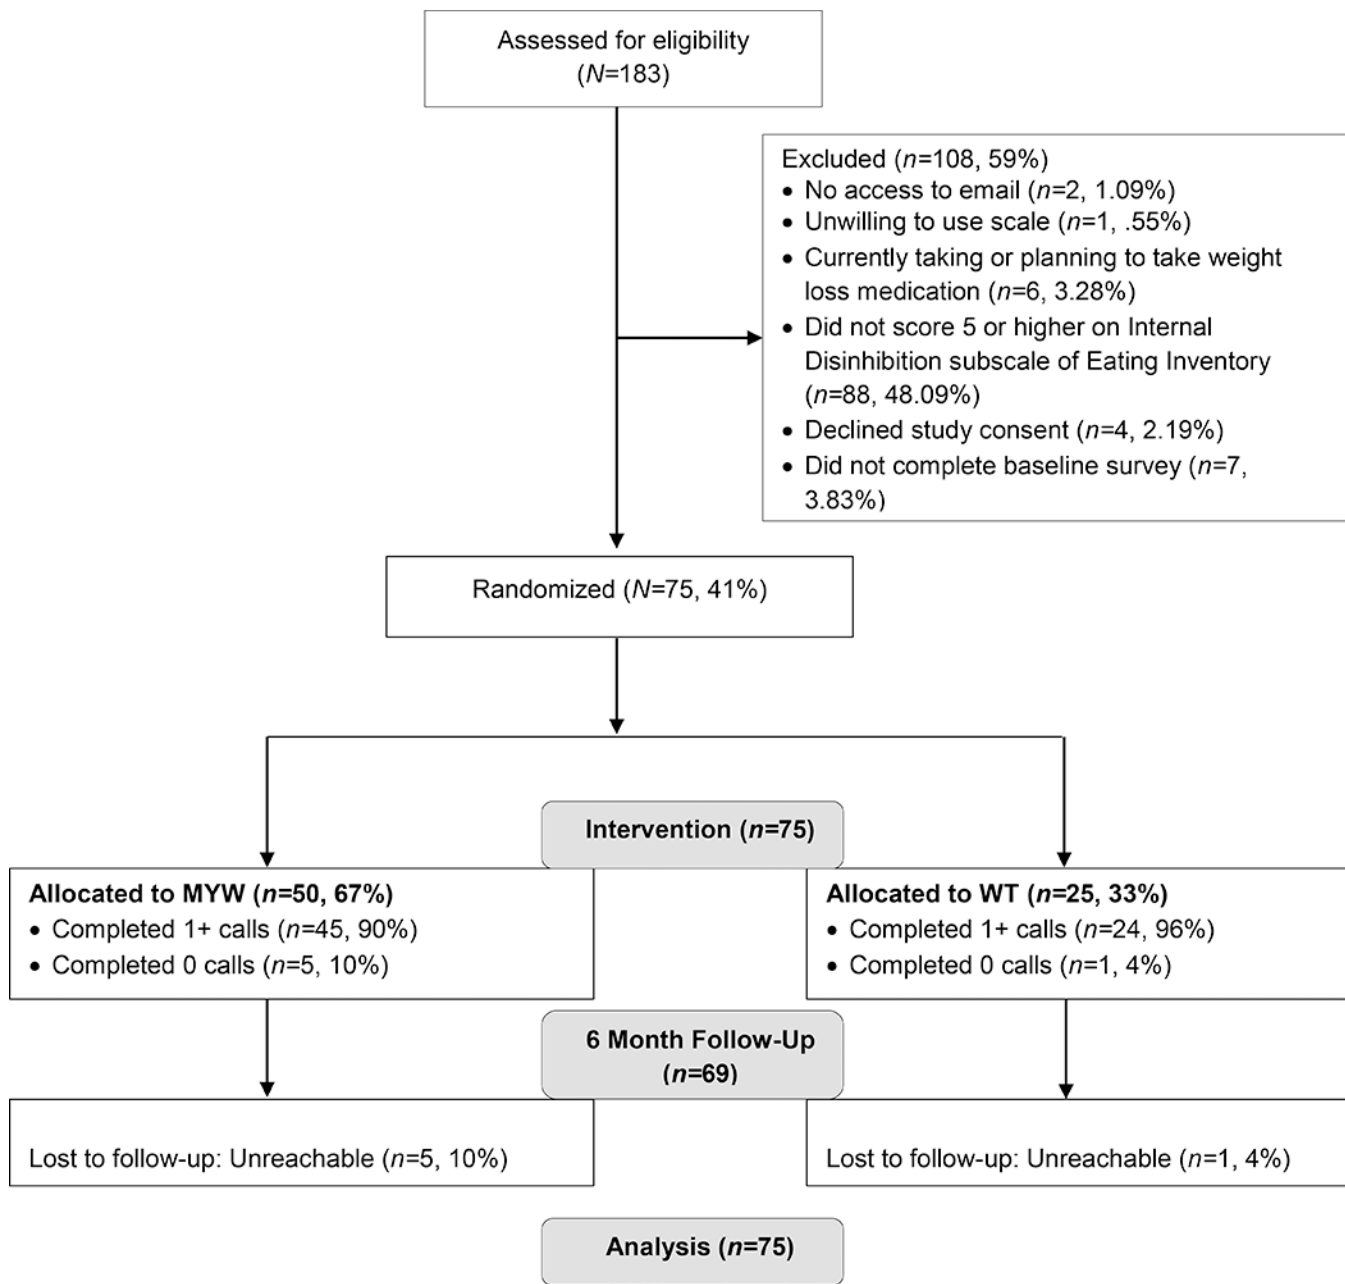 Assessed for eligibility
(N=183)
Excluded (n=108, 59%)
• No access to email (n=2, 1.09%)
• Unwilling to use scale (n=1, .55%)
• Currently taking or planning to take weight
loss medication (n=6, 3.28%)
• Did not score 5 or higher on Internal
Disinhibition subscale of Eating Inventory
(n=88, 48.09%)
• Declined study consent (n=4, 2.19%)
• Did not complete baseline survey (n=7,
3.83%)
Randomized (N=75, 41%)
Intervention (n=75)
Allocated to MYW (n=50, 67%)
• Completed 1+ calls (n=45, 90%)
• Completed 0 calls (n=5, 10%)
Allocated to WT (n=25, 33%)
• Completed 1+ calls (n=24, 96%)
• Completed 0 calls (n=1, 4%)
6 Month Follow-Up
(n=69)
Lost to follow-up: Unreachable (n=5, 10%)
Lost to follow-up: Unreachable (n=1, 4%)
Analysis (n=75)